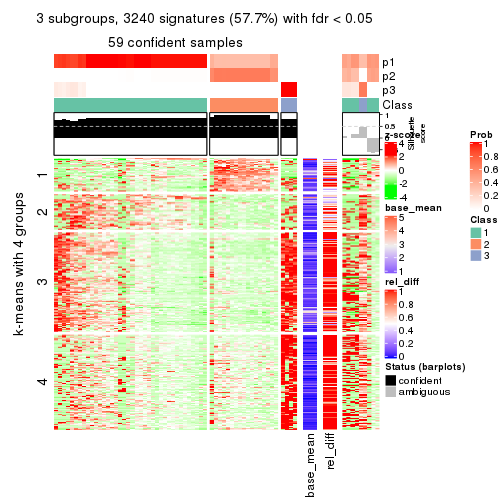 3 subgroups, 3240 signatures (57.7%) with fdr < 0.05
59 confident samples
p1
p2
p3
Class
1
0.5
0
Silhouette
score
k-means with 4 groups
1
2
3
4
base_mean
rel_diff
z-score
4
2
0
-2
-4
base_mean
5
4
3
2
1
rel_diff
1
0.8
0.6
0.4
0.2
0
Status (barplots)
confident
ambiguous
Prob
1
0.8
0.6
0.4
0.2
0
Class
1
2
3